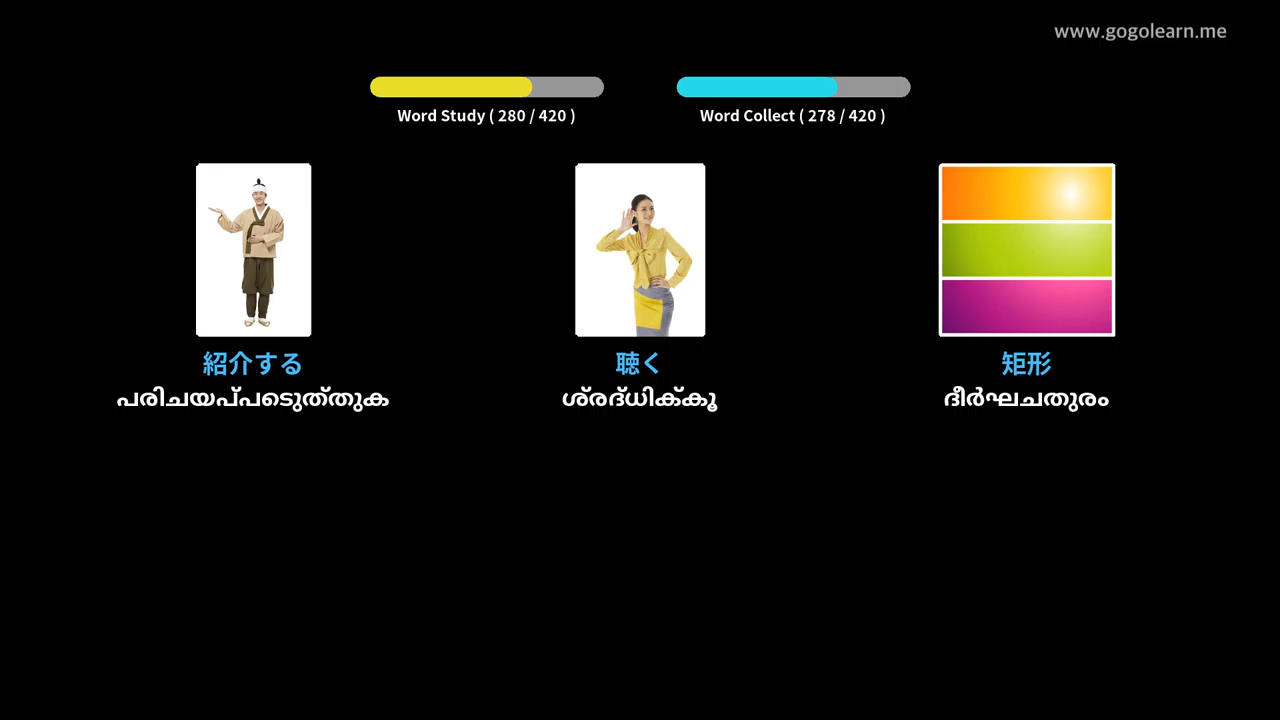 www.gogolearn.me
Word Study ( 280 / 420 )
Word Collect ( 278 / 420 )
紹介する
聴く
矩形
പരിചയപ്പെടുത്തുക
ശ്രദ്ധിക്കൂ
ദീർഘചതുരം